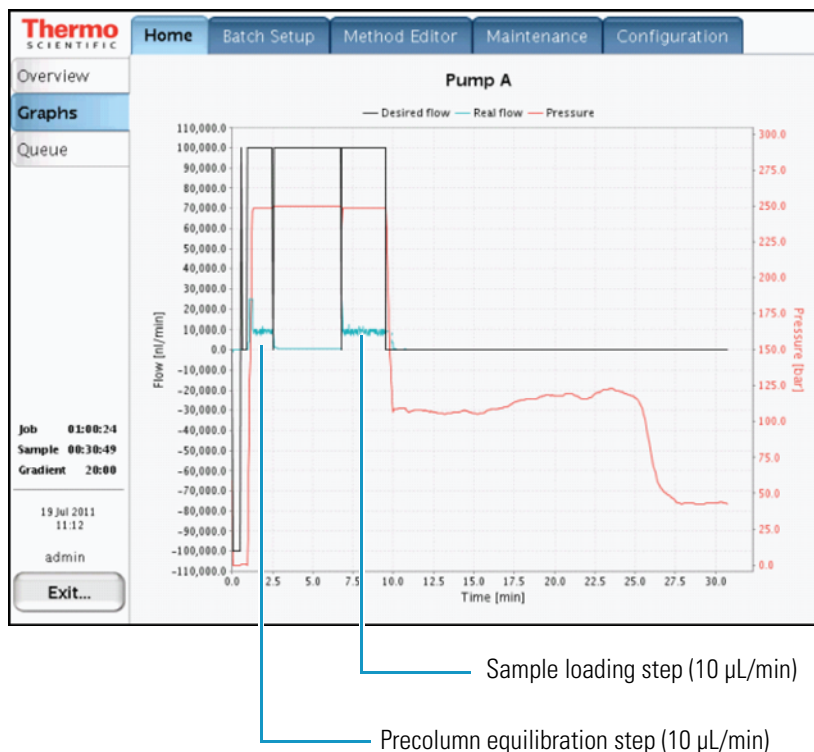 Thermo
SCIENTIFIC
Home
Batch Setup
Method Editor
Maintenance
Configuration
Overview
Graphs
Queue
Pump A
Desired flow
Real flow
Pressure
110,000.0
100,000.0
90,000.0
80,000.0
70,000.0
60,000.0
50,000.0
40,000.0
30,000.0
20,000.0
10,000.0
0.0
-10,000.0
-20,000.0
-30,000.0
-40,000.0
-50,000.0
-60,000.0
-70,000.0
-80,000.0
-90,000.0
-100,000.0
-110,000.0
Flow [nl/min]
300.0
275.0
250.0
225.0
200.0
175.0
150.0
125.0
100.0
75.0
50.0
25.0
0.0
Pressure [bar]
0.0 2.5 5.0 7.5 10.0 12.5 15.0 17.5 20.0 22.5 25.0 27.5 30.0
Time [min]
Job 01:00:24
Sample 00:30:49
Gradient 20:00
19 Jul 2011
11:12
admin
Exit...
Sample loading step (10 µL/min)
Precolumn equilibration step (10 µL/min)